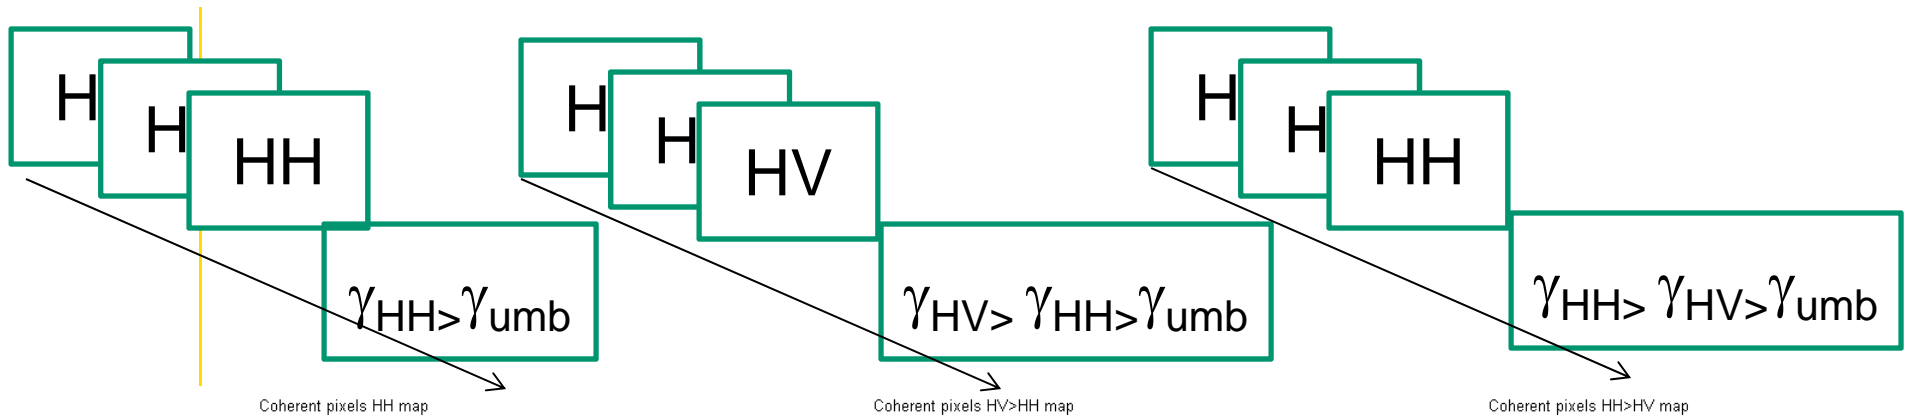 H
H
HH
γHH>γumb
Coherent pixels HH map
H
H
HV
γHV> γHH>γumb
Coherent pixels HV>HH map
H
H
HH
γHH> γHV>γumb
Coherent pixels HH>HV map